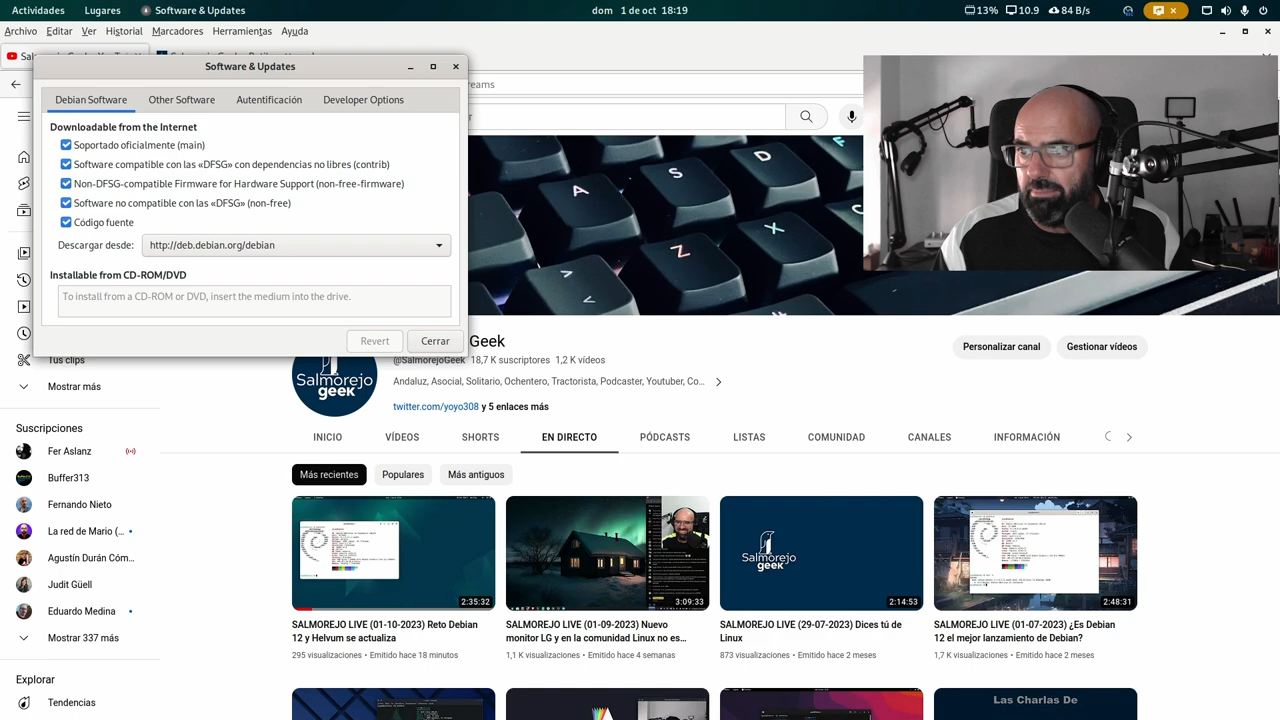 Actividades
Lugares
Software & Updates
dom 1 de oct 18:19
13%
10.9
84 B/s
Archivo
Editar
Ver
Historial
Marcadores
Herramientas
Ayuda
Software & Updates
Debian Software
Other Software
Autentificación
Developer Options
Downloadable from the Internet
Soportado oficialmente (main)
Software compatible con las «DFSG» con dependencias no libres (contrib)
Non-DFSG-compatible Firmware for Hardware Support (non-free-firmware)
Software no compatible con las «DFSG» (non-free)
Código fuente
Descargar desde:
http://deb.debian.org/debian
Installable from CD-ROM/DVD
To install from a CD-ROM or DVD, insert the medium into the drive.
Revert
Cerrar
A
S
D
Z
X
Geek
@SalmorejoGeek
18,7 K suscriptores
1,2 K vídeos
Andaluz, Asocial, Solitario, Ochentero, Tractorista, Podcaster, Youtuber, Co...
twitter.com/yoyo308 y 5 enlaces más
Salmorejo
geek
Personalizar canal
Gestionar vídeos
Tus clips
Mostrar más
Suscripciones
Fer Aslanz
Buffer313
Fernando Nieto
La red de Mario (...
Agustín Durán Cóm...
Judit Güell
Eduardo Medina
Mostrar 337 más
Explorar
Tendencias
INICIO
VÍDEOS
SHORTS
EN DIRECTO
PÓDCASTS
LISTAS
COMUNIDAD
CANALES
INFORMACIÓN
Más recientes
Populares
Más antiguos
2:35:32
3:09:33
Salmorejo
geek
2:14:53
2:48:31
SALMOREJO LIVE (01-10-2023) Reto Debian
12 y Helvum se actualiza
295 visualizaciones • Emitido hace 18 minutos
SALMOREJO LIVE (01-09-2023) Nuevo
monitor LG y en la comunidad Linux no es...
1,1 K visualizaciones • Emitido hace 4 semanas
SALMOREJO LIVE (29-07-2023) Dices tú de
Linux
873 visualizaciones • Emitido hace 2 meses
SALMOREJO LIVE (01-07-2023) ¿Es Debian
12 el mejor lanzamiento de Debian?
1,7 K visualizaciones • Emitido hace 2 meses
Las Charlas De